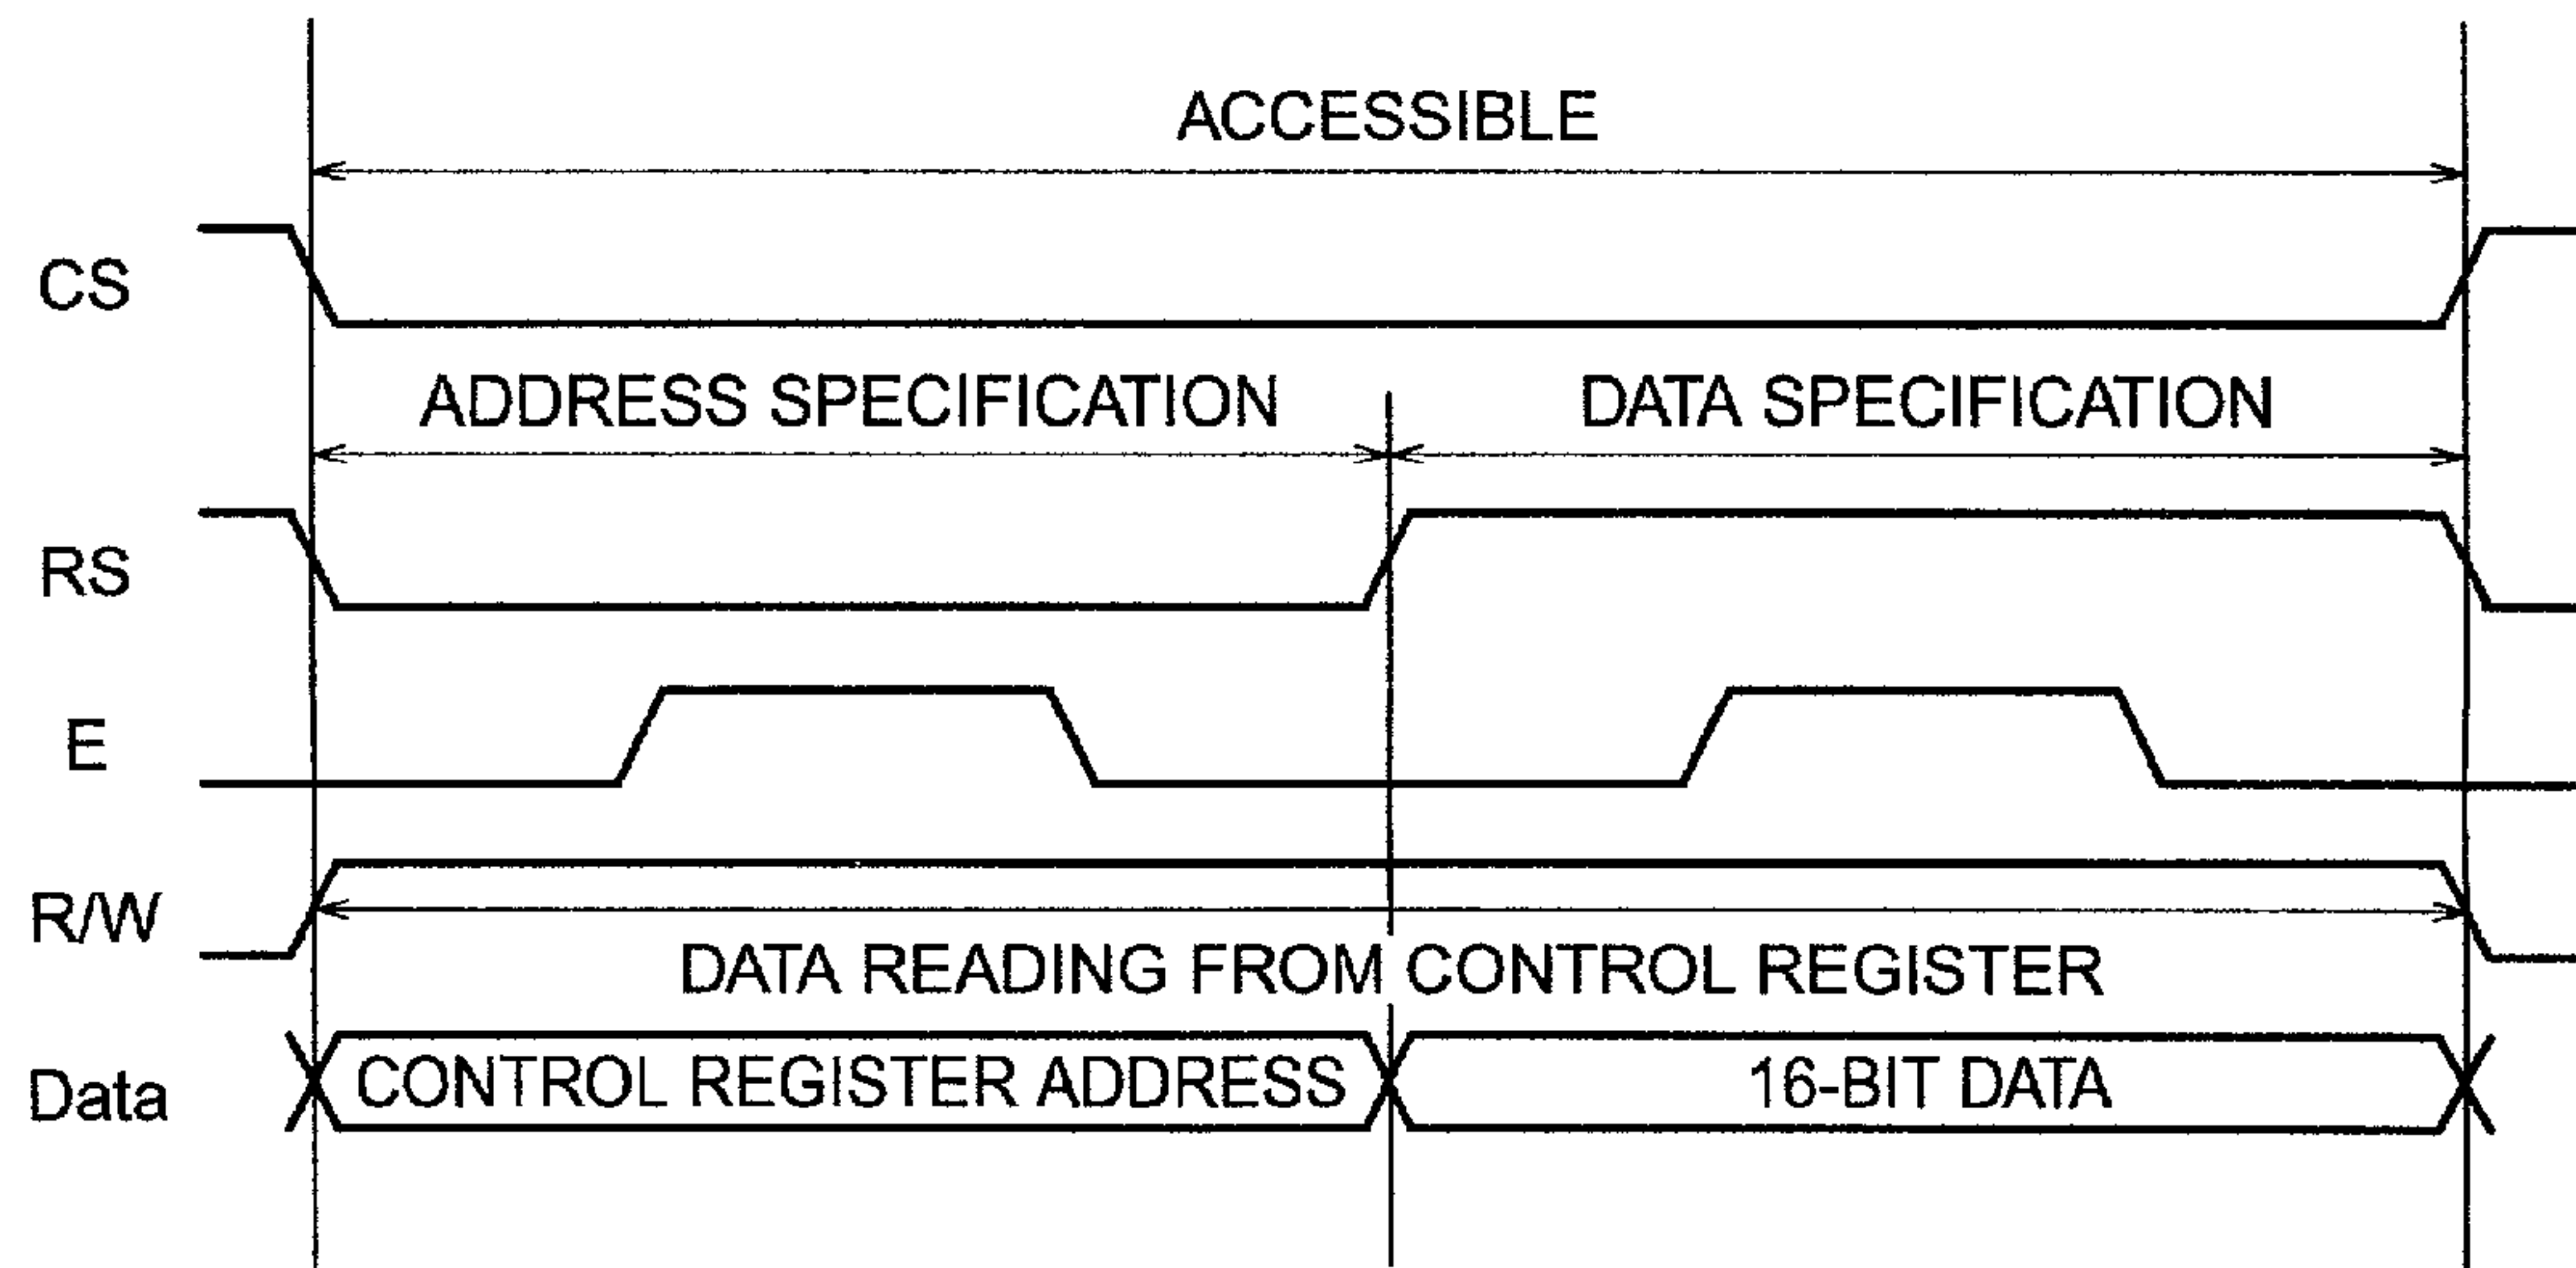 ACCESSIBLE
CS
ADDRESS SPECIFICATION DATA SPECIFICATION
RS
E
R/W
DATA READING FROM CONTROL REGISTER
Data CONTROL REGISTER ADDRESS 16-BIT DATA